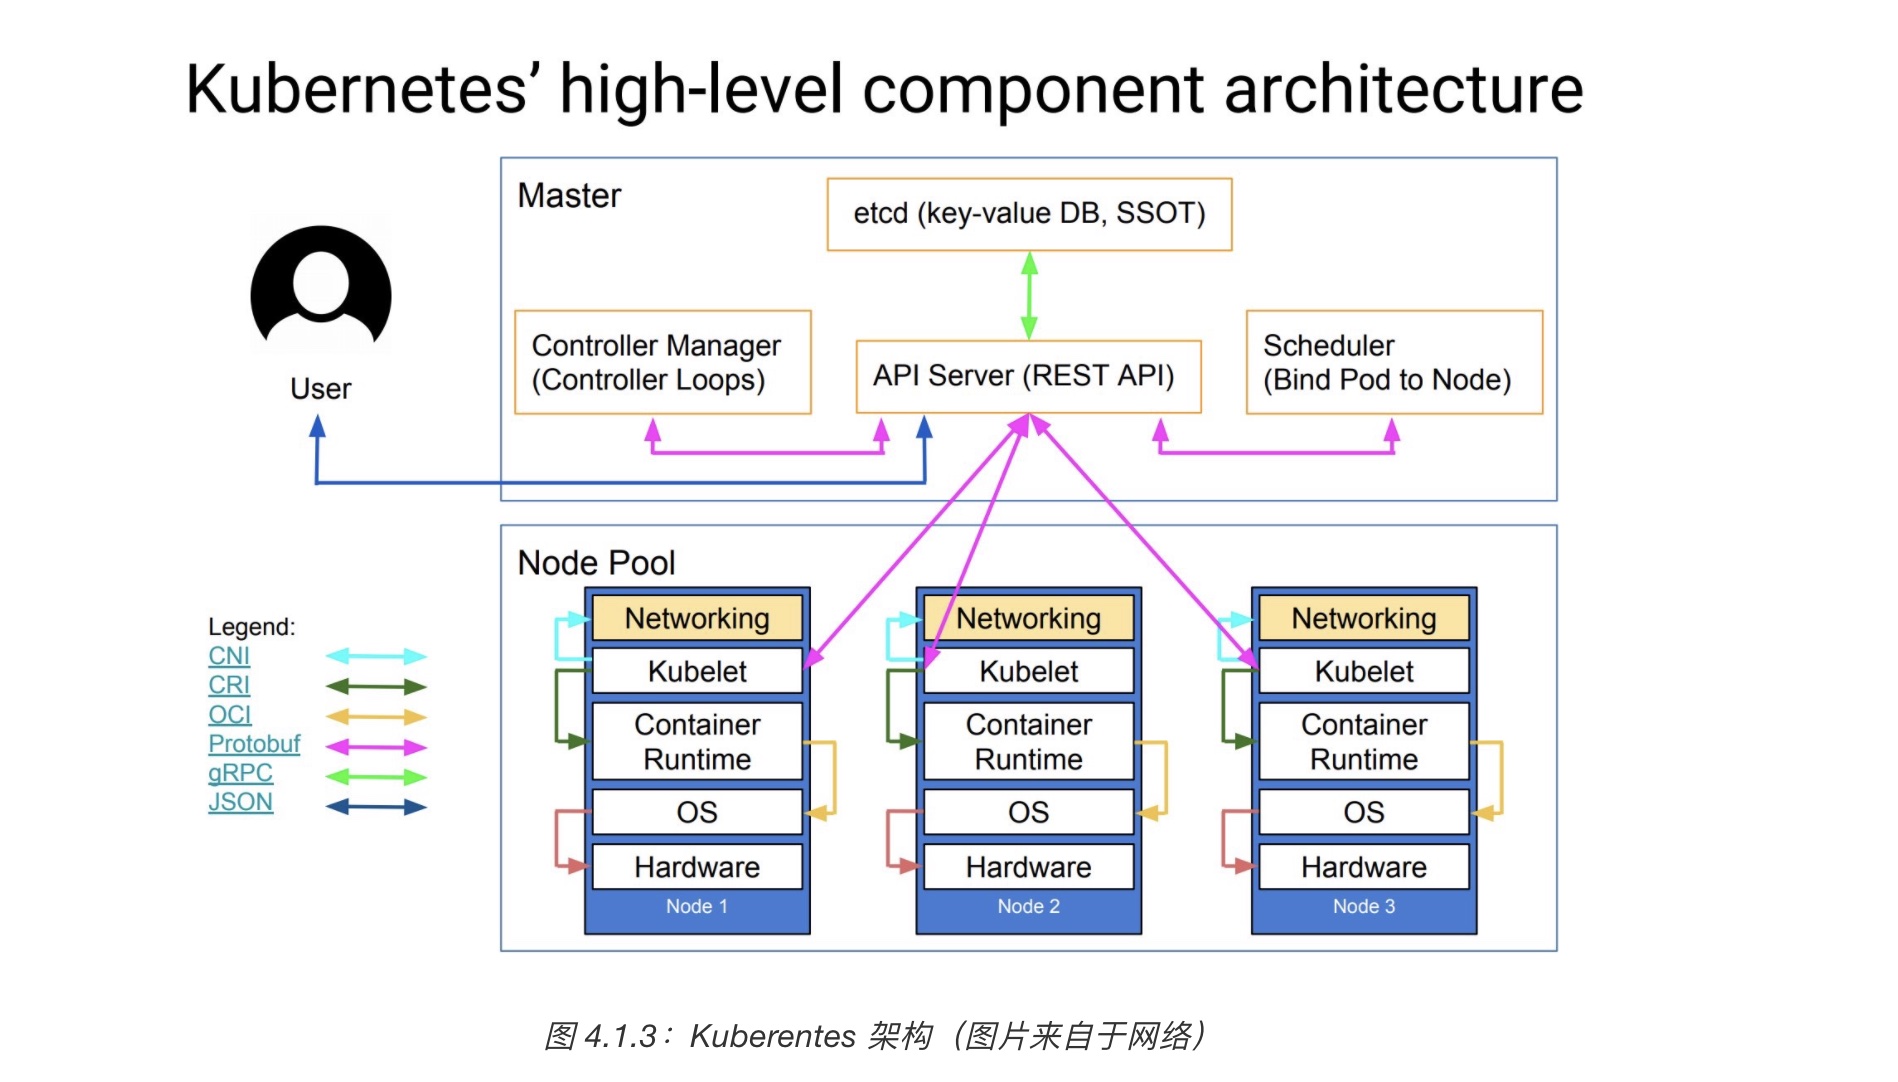 Kubernetes’ high-level component architecture
Master
etcd (key-value DB, SSOT)
Controller Manager
(Controller Loops)
API Server (REST API)
Scheduler
(Bind Pod to Node)
User
Node Pool
Networking
Kubelet
Container
Runtime
OS
Hardware
Node 1
Networking
Kubelet
Container
Runtime
OS
Hardware
Node 2
Networking
Kubelet
Container
Runtime
OS
Hardware
Node 3
Legend:
CNI
CRI
OCI
Protobuf
gRPC
JSON
图 4.1.3：Kuberentes 架构（图片来自于网络）